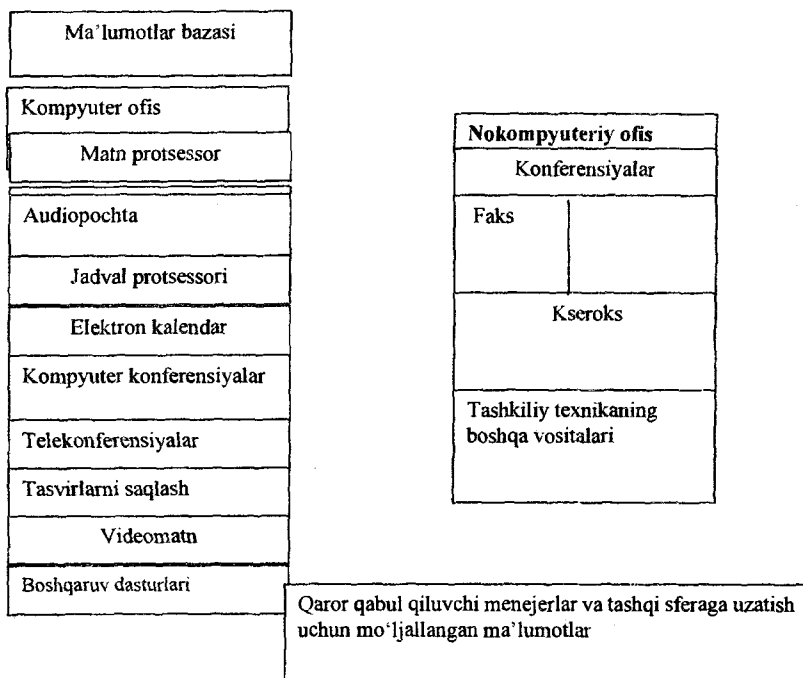 Ma’lumotlar bazasi
Kompyuter ofis
Matn protsessor
Audiopochta
Jadval protsessori
Elektron kalendar
Kompyuter konferensiyalar
Telekonferensiyalar
Tasvirlarni saqlash
Videomatn
Boshqaruv dasturlari
Nokompyuteriy ofis
Konferensiyalar
Faks
Kseroks
Tashkiliy texnikaning
boshqa vositalari
Qaror qabul qiluvchi menejerlar va tashqi sferaga uzatish
uchun mo‘ljallangan ma’lumotlar